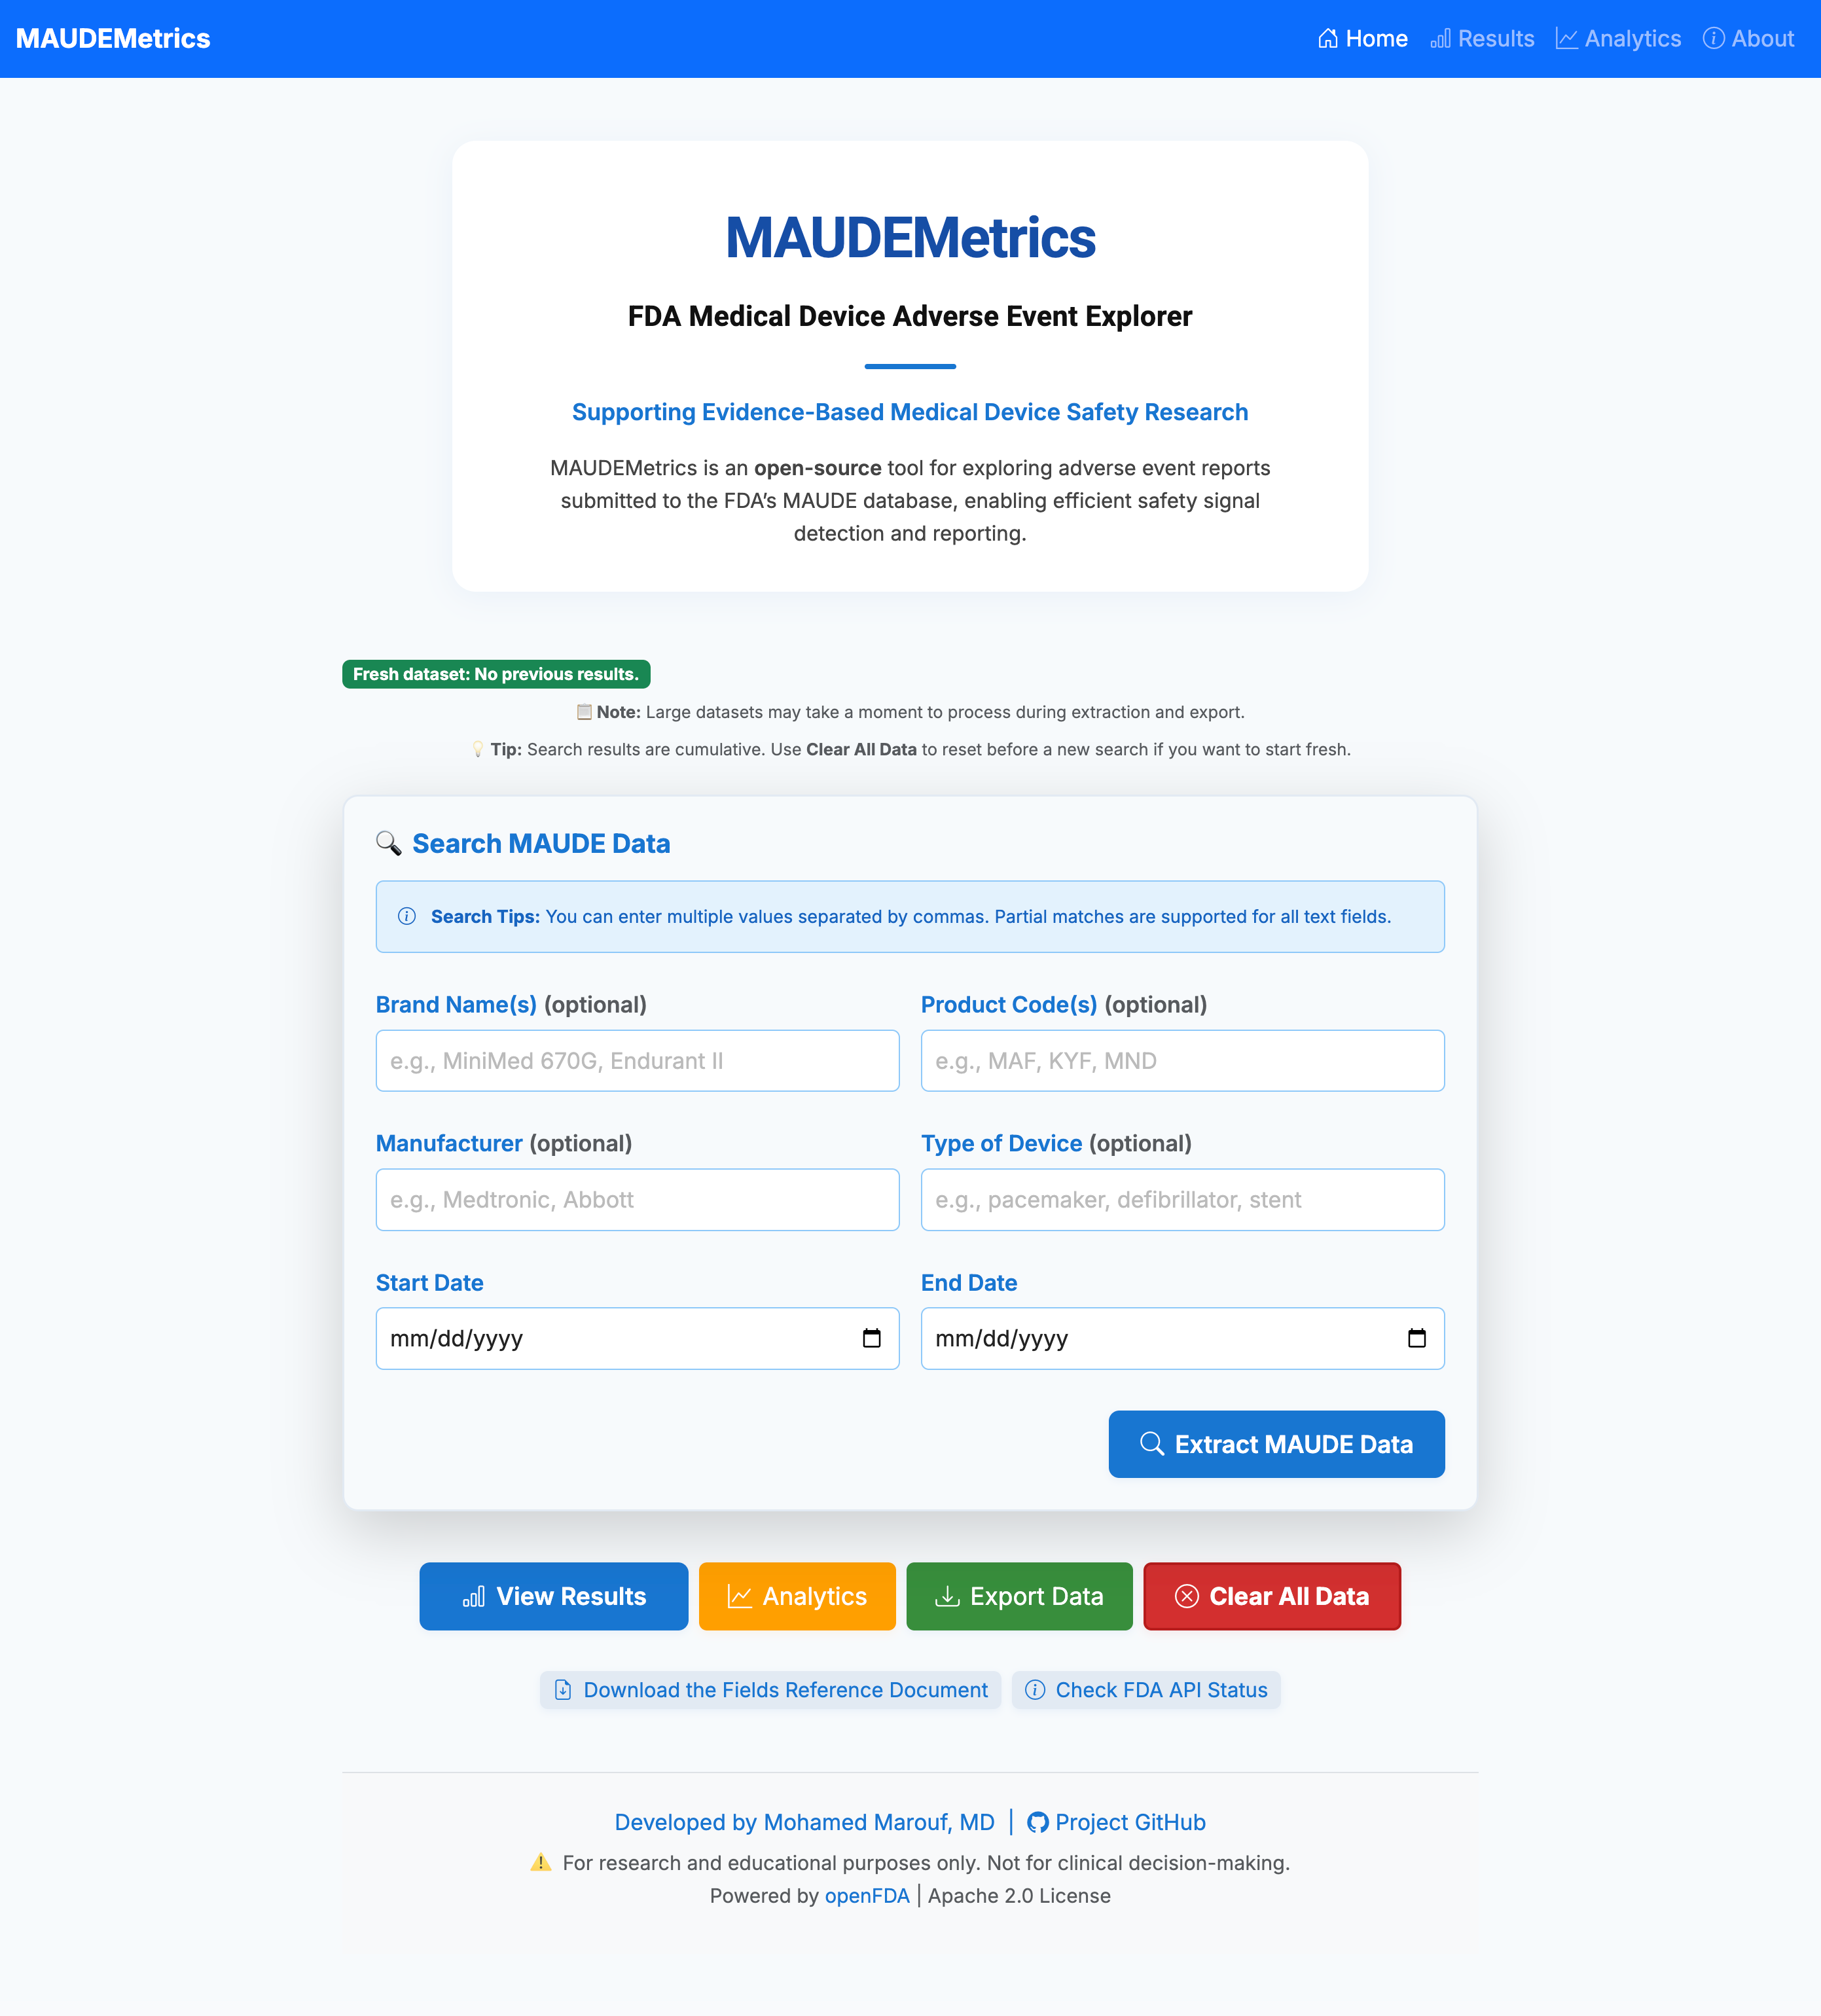 MAUDEMetrics
Home Results Analytics About
MAUDEMetrics
FDA Medical Device Adverse Event Explorer
Supporting Evidence-Based Medical Device Safety Research
MAUDEMetrics is an open-source tool for exploring adverse event reports
submitted to the FDA’s MAUDE database, enabling efficient safety signal
detection and reporting.
Fresh dataset: No previous results.
Note: Large datasets may take a moment to process during extraction and export.
Tip: Search results are cumulative. Use Clear All Data to reset before a new search if you want to start fresh.
Search MAUDE Data
Search Tips: You can enter multiple values separated by commas. Partial matches are supported for all text fields.
Brand Name(s) (optional)
e.g., MiniMed 670G, Endurant II
Product Code(s) (optional)
e.g., MAF, KYF, MND
Manufacturer (optional)
e.g., Medtronic, Abbott
Type of Device (optional)
e.g., pacemaker, defibrillator, stent
Start Date
mm/dd/yyyy
End Date
mm/dd/yyyy
Extract MAUDE Data
View Results
Analytics
Export Data
Clear All Data
Download the Fields Reference Document
Check FDA API Status
Developed by Mohamed Marouf, MD | Project GitHub
For research and educational purposes only. Not for clinical decision-making.
Powered by openFDA | Apache 2.0 License